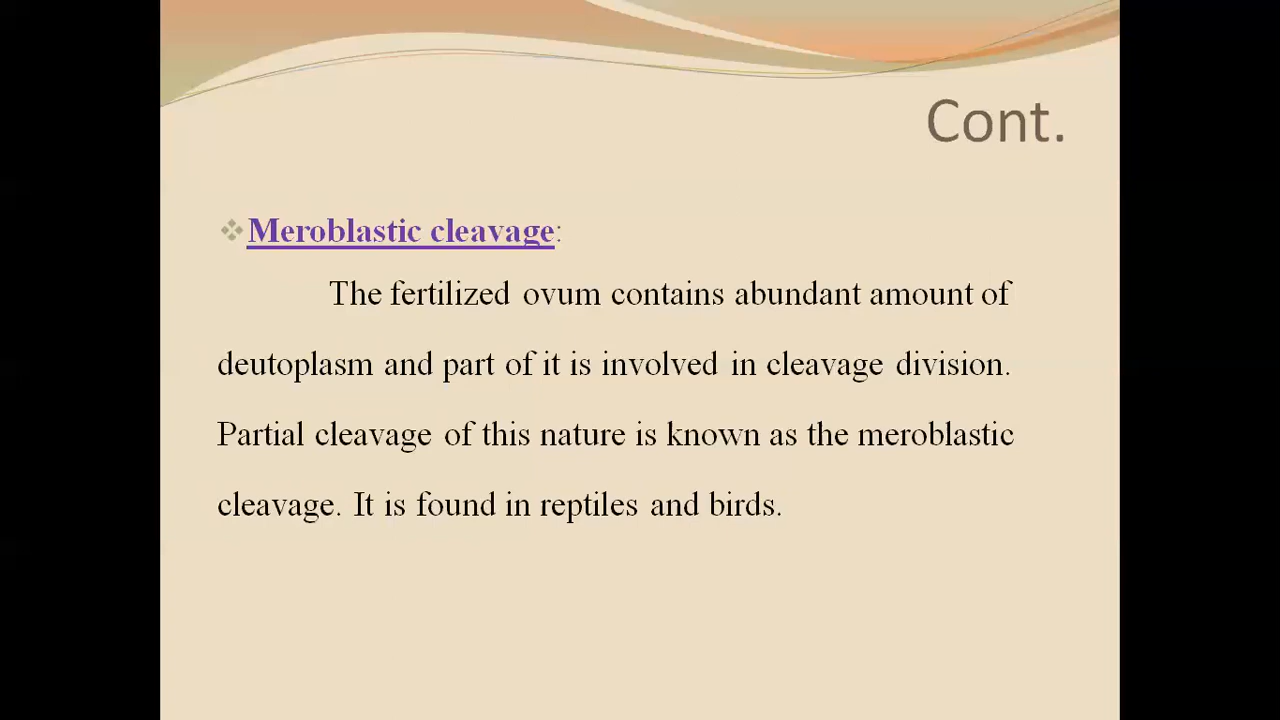 Cont.
Meroblastic cleavage:
The fertilized ovum contains abundant amount of
deutoplasm and part of it is involved in cleavage division.
Partial cleavage of this nature is known as the meroblastic
cleavage. It is found in reptiles and birds.